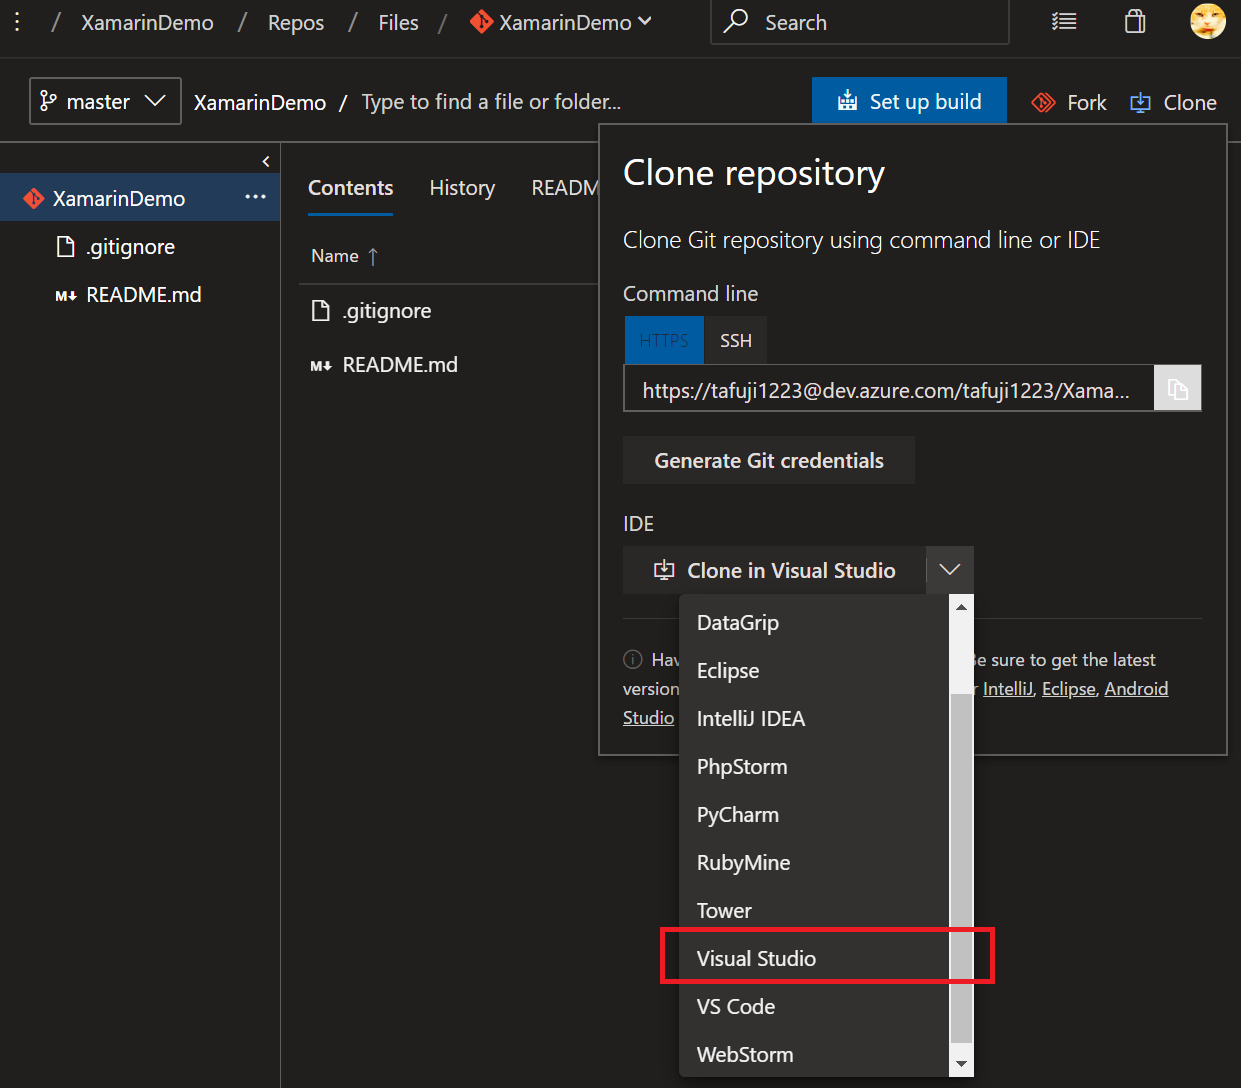 / XamarinDemo / Repos / Files / XamarinDemo Search
master XamarinDemo / Type to find a file or folder... Set up build Fork Clone
XamarinDemo
.gitignore
README.md
Contents History READM
Name ↑
.gitignore
README.md
Clone repository
Clone Git repository using command line or IDE
Command line
HTTPS SSH
https://tafuji1223@dev.azure.com/tafuji1223/Xama...
Generate Git credentials
IDE
Clone in Visual Studio
DataGrip
Eclipse
IntelliJ IDEA
PhpStorm
PyCharm
RubyMine
Tower
Visual Studio
VS Code
WebStorm
sure to get the latest
version IntelliJ, Eclipse, Android
Studio